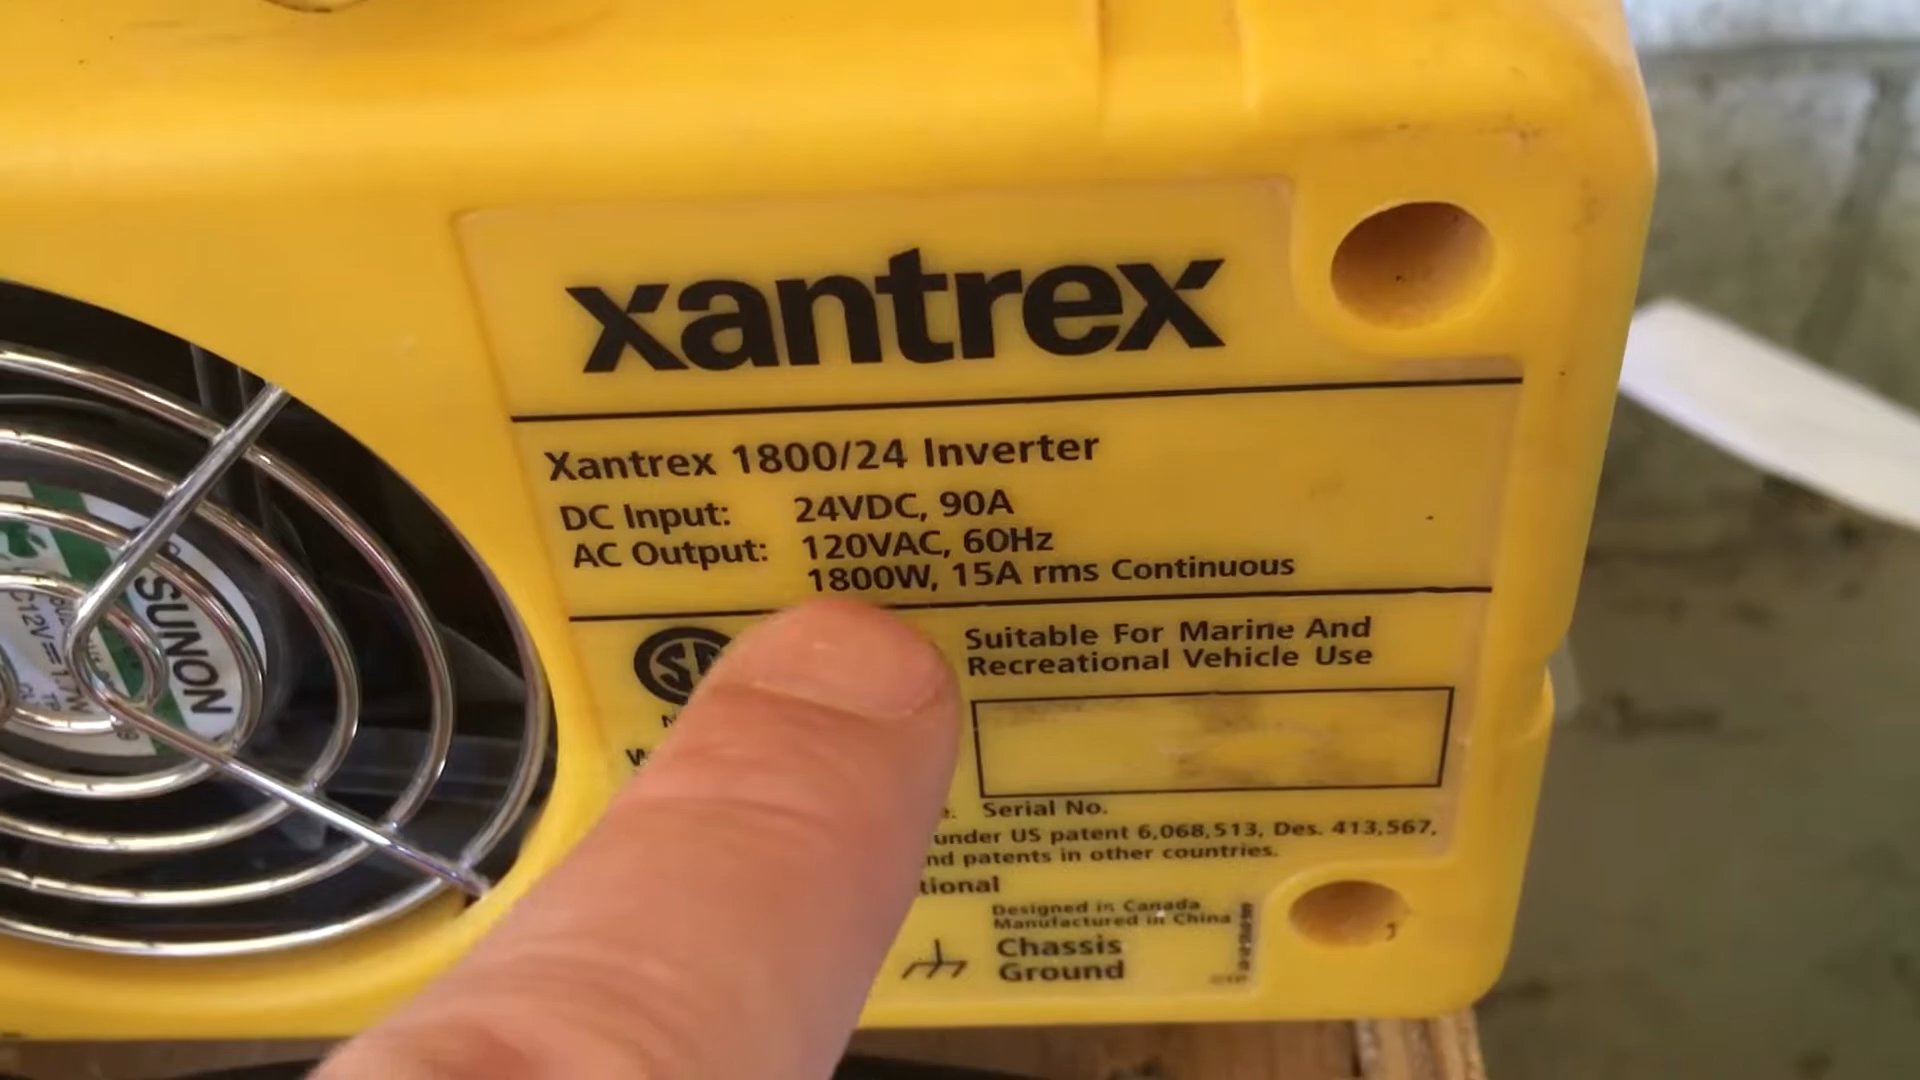 xantrex
Xantrex 1800/24 Inverter
DC Input: 24VDC, 90A
AC Output: 120VAC, 60Hz
1800W, 15A rms Continuous
Suitable For Marine And
Recreational Vehicle Use
Serial No.
under US patent 6,068,513, Des. 413,567,
patents in other countries.
Designed in Canada
Manufactured in China
Chassis
Ground
SUNON